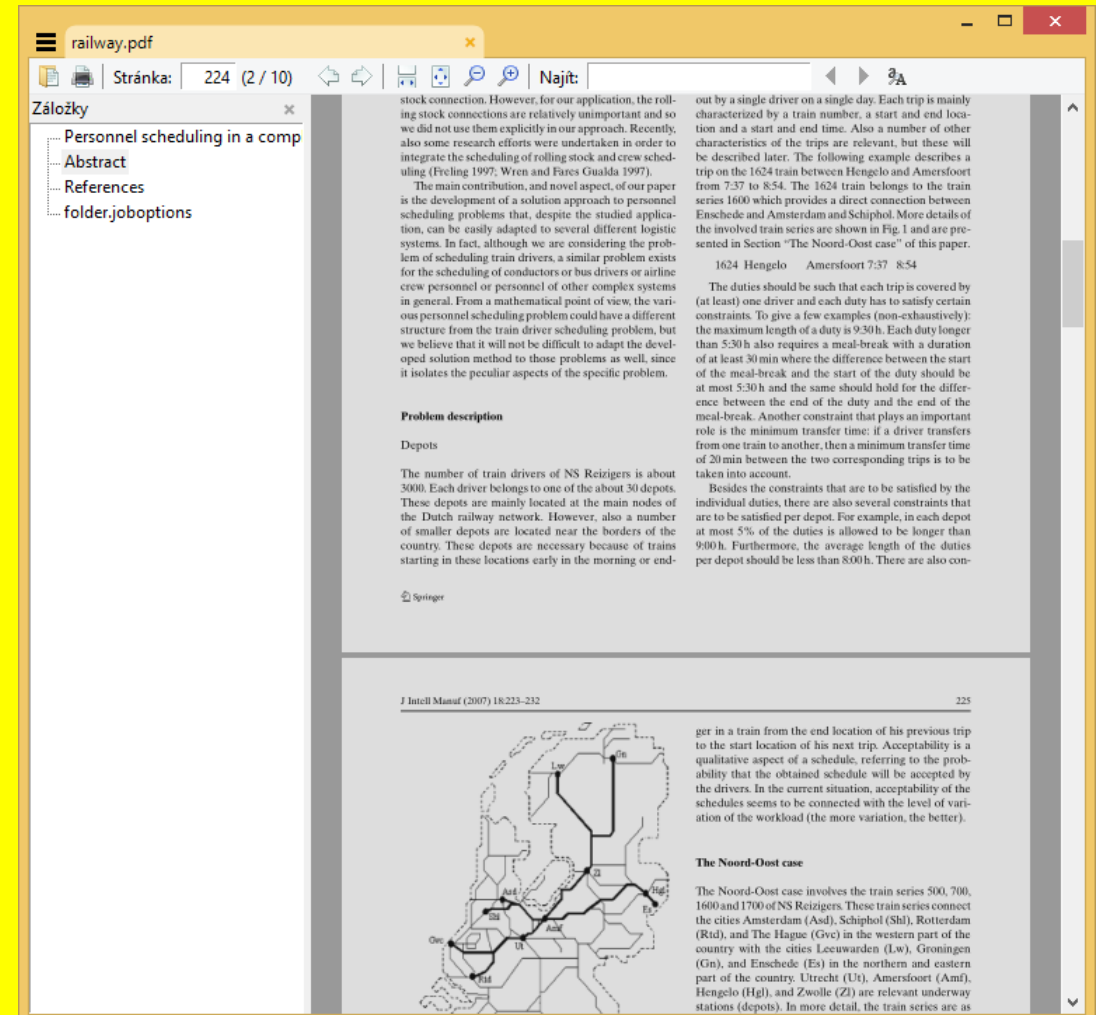 railway.pdf
Stránka: 224 (2 / 10) Najít:
Záložky
Personnel scheduling in a comp
Abstract
References
folder.joboptions
stock connection. However, for our application, the roll-
ing stock connections are relatively unimportant and so
we did not use them explicitly in our approach. Recently,
also some research efforts were undertaken in order to
integrate the scheduling of rolling stock and crew sched-
uling (Freling 1997; Wren and Fares Gualda 1997).
The main contribution, and novel aspect, of our paper
is the development of a solution approach to personnel
scheduling problems that, despite the studied applica-
tion, can be easily adapted to several different logistic
systems. In fact, although we are considering the prob-
lem of scheduling train drivers, a similar problem exists
for the scheduling of conductors or bus drivers or airline
crew personnel or personnel of other complex systems
in general. From a mathematical point of view, the vari-
ous personnel scheduling problem could have a different
structure from the train driver scheduling problem, but
we believe that it will not be difficult to adapt the devel-
oped solution method to those problems as well, since
it isolates the peculiar aspects of the specific problem.
Problem description
Depots
The number of train drivers of NS Reizigers is about
3000. Each driver belongs to one of the about 30 depots.
These depots are mainly located at the main nodes of
the Dutch railway network. However, also a number
of smaller depots are located near the borders of the
country. These depots are necessary because of trains
starting in these locations early in the morning or end-
Springer
out by a single driver on a single day. Each trip is mainly
characterized by a train number, a start and end loca-
tion and a start and end time. Also a number of other
characteristics of the trips are relevant, but these will
be described later. The following example describes a
trip on the 1624 train between Hengelo and Amersfoort
from 7:37 to 8:54. The 1624 train belongs to the train
series 1600 which provides a direct connection between
Enschede and Amsterdam and Schiphol. More details of
the involved train series are shown in Fig. 1 and are pre-
sented in Section “The Noord-Oost case” of this paper.
1624 Hengelo Amersfoort 7:37 8:54
The duties should be such that each trip is covered by
(at least) one driver and each duty has to satisfy certain
constraints. To give a few examples (non-exhaustively):
the maximum length of a duty is 9:30 h. Each duty longer
than 5:30 h also requires a meal-break with a duration
of at least 30 min where the difference between the start
of the meal-break and the start of the duty should be
at most 5:30 h and the same should hold for the differ-
ence between the end of the duty and the end of the
meal-break. Another constraint that plays an important
role is the minimum transfer time: if a driver transfers
from one train to another, then a minimum transfer time
of 20 min between the two corresponding trips is to be
taken into account.
Besides the constraints that are to be satisfied by the
individual duties, there are also several constraints that
are to be satisfied per depot. For example, in each depot
at most 5% of the duties is allowed to be longer than
9:00 h. Furthermore, the average length of the duties
per depot should be less than 8:00 h. There are also con-
J Intell Manuf (2007) 18:223–232 225
Gn
Lw
Zl
Hgl
Asd
Es
Shl
Amf
Gvc
Ut
Rtd
ger in a train from the end location of his previous trip
to the start location of his next trip. Acceptability is a
qualitative aspect of a schedule, referring to the prob-
ability that the obtained schedule will be accepted by
the drivers. In the current situation, acceptability of the
schedules seems to be connected with the level of vari-
ation of the workload (the more variation, the better).
The Noord-Oost case
The Noord-Oost case involves the train series 500, 700,
1600 and 1700 of NS Reizigers. These train series connect
the cities Amsterdam (Asd), Schiphol (Shl), Rotterdam
(Rtd), and The Hague (Gvc) in the western part of the
country with the cities Leeuwarden (Lw), Groningen
(Gn), and Enschede (Es) in the northern and eastern
part of the country. Utrecht (Ut), Amersfoort (Amf),
Hengelo (Hgl), and Zwolle (Zl) are relevant underway
stations (depots). In more detail, the train series are as